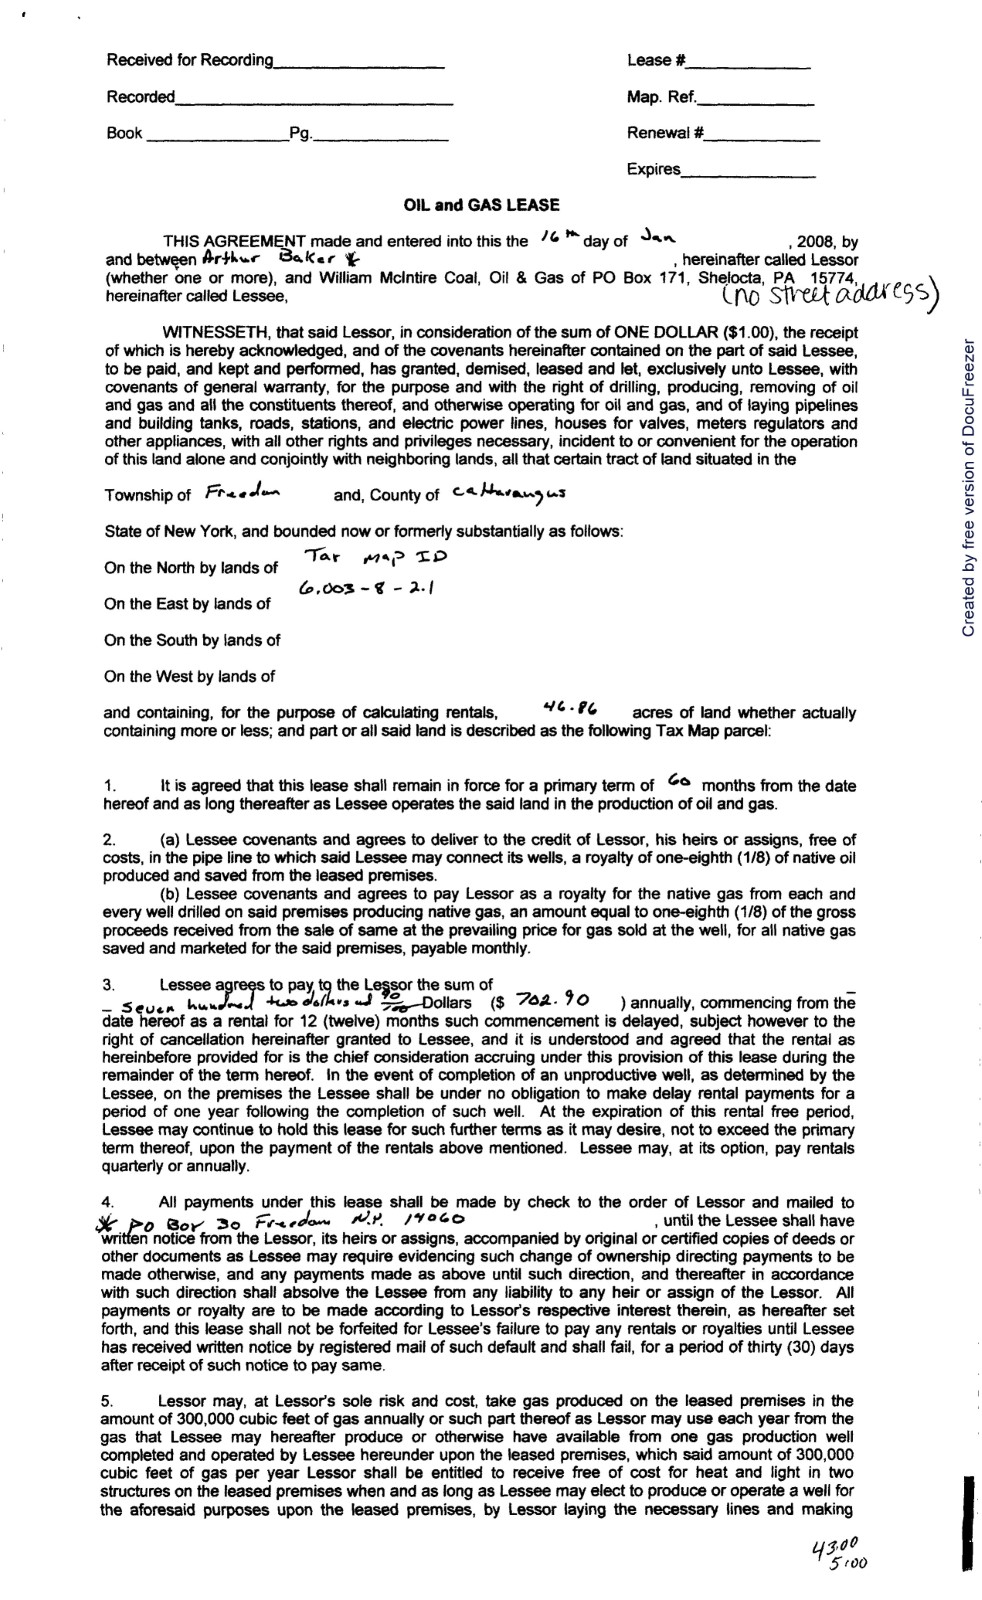 Received for Recording____ Lease #____
Recorded____ Map. Ref.____
Book ____Pg.____ Renewal #____
Expires____
OIL and GAS LEASE
THIS AGREEMENT made and entered into this the 16th day of Jan , 2008, by
and between Arthur Baker * , hereinafter called Lessor
(whether one or more), and William McIntire Coal, Oil & Gas of PO Box 171, Shelocta, PA 15774,
hereinafter called Lessee, (no street address)
WITNESSETH, that said Lessor, in consideration of the sum of ONE DOLLAR ($1.00), the receipt
of which is hereby acknowledged, and of the covenants hereinafter contained on the part of said Lessee,
to be paid, and kept and performed, has granted, demised, leased and let, exclusively unto Lessee, with
covenants of general warranty, for the purpose and with the right of drilling, producing, removing of oil
and gas and all the constituents thereof, and otherwise operating for oil and gas, and of laying pipelines
and building tanks, roads, stations, and electric power lines, houses for valves, meters regulators and
other appliances, with all other rights and privileges necessary, incident to or convenient for the operation
of this land alone and conjointly with neighboring lands, all that certain tract of land situated in the
Township of Freedom and, County of Cattaraugus
State of New York, and bounded now or formerly substantially as follows:
Tax Map ID
On the North by lands of
6.003-8-2.1
On the East by lands of
On the South by lands of
On the West by lands of
and containing, for the purpose of calculating rentals, 46.86 acres of land whether actually
containing more or less; and part or all said land is described as the following Tax Map parcel:
1. It is agreed that this lease shall remain in force for a primary term of 60 months from the date
hereof and as long thereafter as Lessee operates the said land in the production of oil and gas.
2. (a) Lessee covenants and agrees to deliver to the credit of Lessor, his heirs or assigns, free of
costs, in the pipe line to which said Lessee may connect its wells, a royalty of one-eighth (1/8) of native oil
produced and saved from the leased premises.
(b) Lessee covenants and agrees to pay Lessor as a royalty for the native gas from each and
every well drilled on said premises producing native gas, an amount equal to one-eighth (1/8) of the gross
proceeds received from the sale of same at the prevailing price for gas sold at the well, for all native gas
saved and marketed for the said premises, payable monthly.
3. Lessee agrees to pay to the Lessor the sum of
Seven hundred two dollars and 90/100 Dollars ($ 702.90 ) annually, commencing from the
date hereof as a rental for 12 (twelve) months such commencement is delayed, subject however to the
right of cancellation hereinafter granted to Lessee, and it is understood and agreed that the rental as
hereinbefore provided for is the chief consideration accruing under this provision of this lease during the
remainder of the term hereof. In the event of completion of an unproductive well, as determined by the
Lessee, on the premises the Lessee shall be under no obligation to make delay rental payments for a
period of one year following the completion of such well. At the expiration of this rental free period,
Lessee may continue to hold this lease for such further terms as it may desire, not to exceed the primary
term thereof, upon the payment of the rentals above mentioned. Lessee may, at its option, pay rentals
quarterly or annually.
4. All payments under this lease shall be made by check to the order of Lessor and mailed to
* PO Box 30 Freedom N.Y. 14060 , until the Lessee shall have
written notice from the Lessor, its heirs or assigns, accompanied by original or certified copies of deeds or
other documents as Lessee may require evidencing such change of ownership directing payments to be
made otherwise, and any payments made as above until such direction, and thereafter in accordance
with such direction shall absolve the Lessee from any liability to any heir or assign of the Lessor. All
payments or royalty are to be made according to Lessor's respective interest therein, as hereafter set
forth, and this lease shall not be forfeited for Lessee's failure to pay any rentals or royalties until Lessee
has received written notice by registered mail of such default and shall fail, for a period of thirty (30) days
after receipt of such notice to pay same.
5. Lessor may, at Lessor's sole risk and cost, take gas produced on the leased premises in the
amount of 300,000 cubic feet of gas annually or such part thereof as Lessor may use each year from the
gas that Lessee may hereafter produce or otherwise have available from one gas production well
completed and operated by Lessee hereunder upon the leased premises, which said amount of 300,000
cubic feet of gas per year Lessor shall be entitled to receive free of cost for heat and light in two
structures on the leased premises when and as long as Lessee may elect to produce or operate a well for
the aforesaid purposes upon the leased premises, by Lessor laying the necessary lines and making
43.00
5.00
Created by free version of DocuFreezer